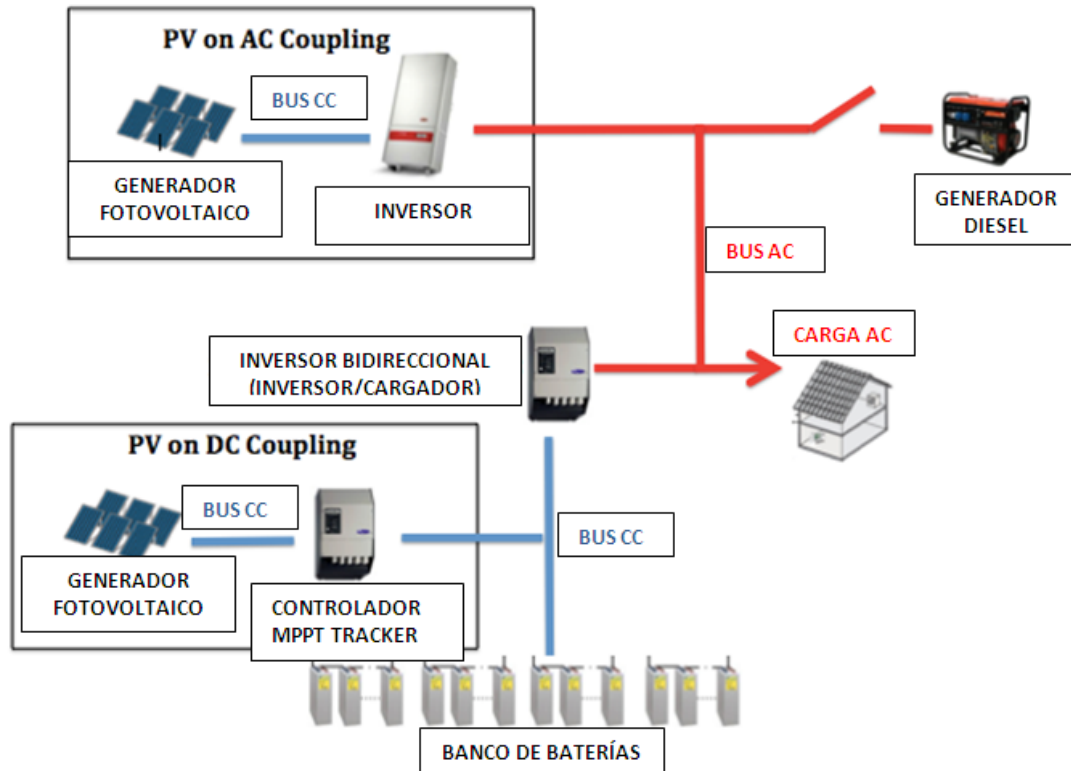 PV on AC Coupling
BUS CC
GENERADOR
FOTOVOLTAICO
INVERSOR
GENERADOR
DIESEL
BUS AC
CARGA AC
INVERSOR BIDIRECCIONAL
(INVERSOR/CARGADOR)
PV on DC Coupling
BUS CC
BUS CC
GENERADOR
FOTOVOLTAICO
CONTROLADOR
MPPT TRACKER
BANCO DE BATERÍAS